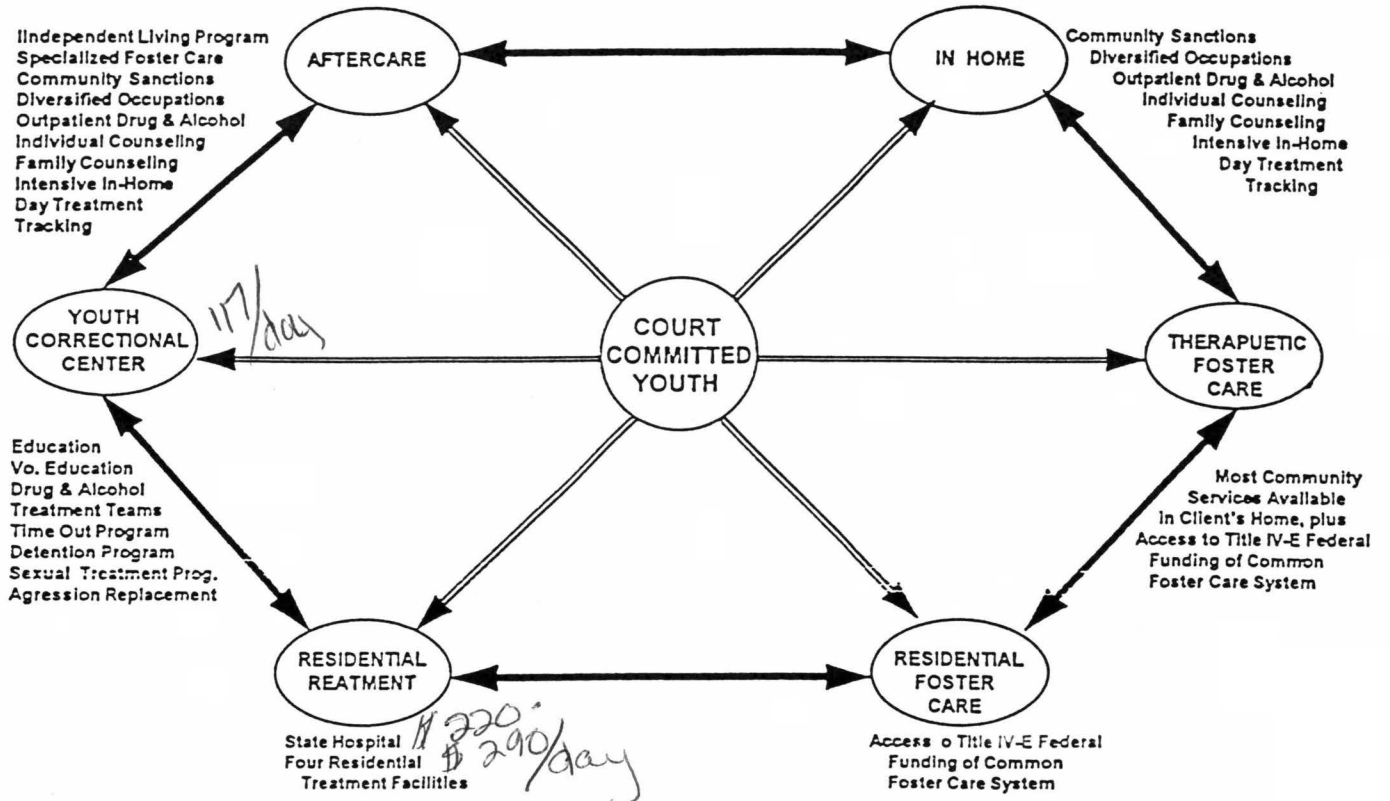 IIndependent Living Program
Specialized Foster Care
Community Sanctions
Diversified Occupations
Outpatient Drug & Alcohol
Individual Counseling
Family Counseling
Intensive In-Home
Day Treatment
Tracking
AFTERCARE
IN HOME
Community Sanctions
Diversified Occupations
Outpatient Drug & Alcohol
Individual Counseling
Family Counseling
Intensive In-Home
Day Treatment
Tracking
YOUTH
CORRECTIONAL
CENTER
117/day
COURT
COMMITTED
YOUTH
THERAPUETIC
FOSTER
CARE
Education
Vo. Education
Drug & Alcohol
Treatment Teams
Time Out Program
Detention Program
Sexual Treatment Prog.
Agression Replacement
Most Community
Services Available
in Client's Home, plus
Access to Title IV-E Federal
Funding of Common
Foster Care System
RESIDENTIAL
REATMENT
RESIDENTIAL
FOSTER
CARE
State Hospital
Four Residential
Treatment Facilities
$ 220-
$ 290/day
Access o Title IV-E Federal
Funding of Common
Foster Care System